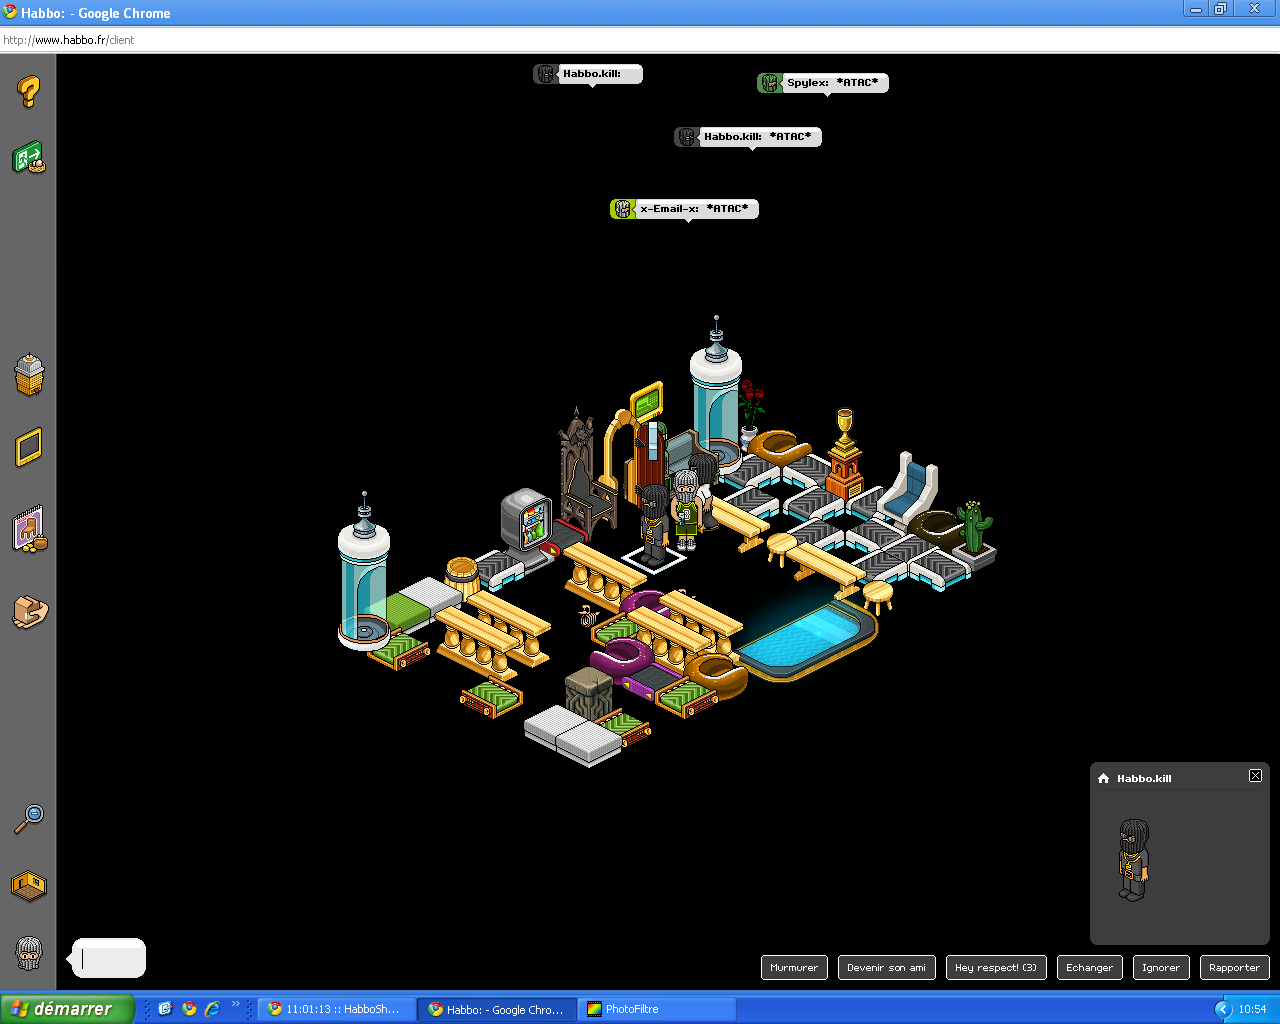 Habbo: - Google Chrome
http://www.habbo.fr/client
Habbo.kill:
Spylex: *ATAC*
Habbo.kill: *ATAC*
x-Email-x: *ATAC*
Habbo.kill
Murmurer
Devenir son ami
Hey respect! (3)
Echanger
Ignorer
Rapporter
démarrer
11:01:13 :: HabboSh...
Habbo: - Google Chro...
PhotoFiltre
10:54